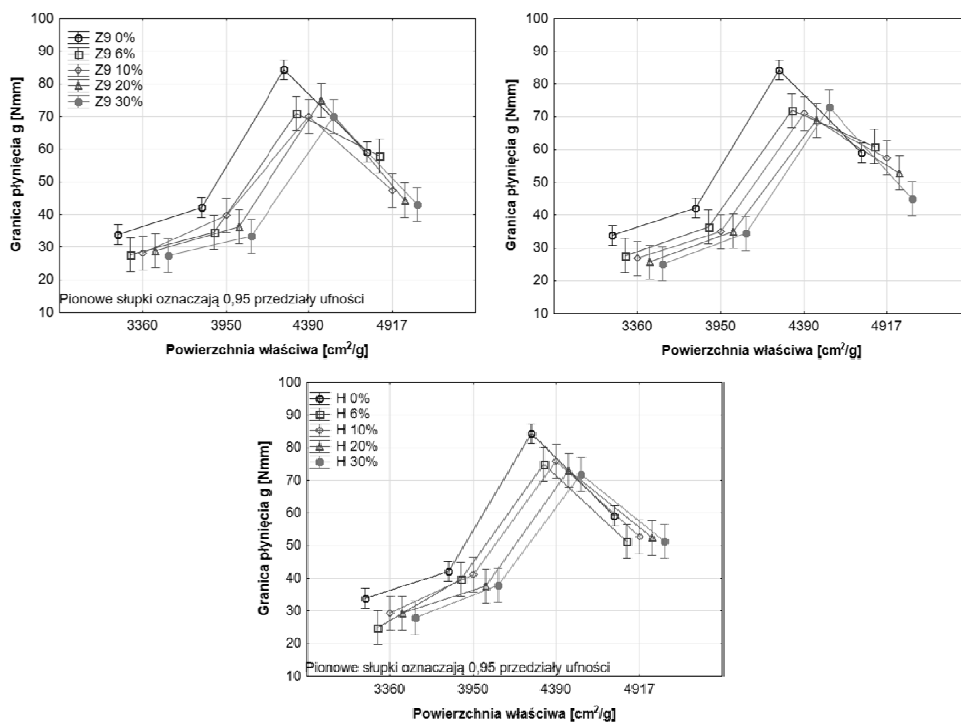 100
90
80
70
60
50
40
30
20
10
Granica płynięcia g [Nmm]
Z9 0%
Z9 6%
Z9 10%
Z9 20%
Z9 30%
Pionowe słupki oznaczają 0,95 przedziały ufności
3360 3950 4390 4917
Powierzchnia właściwa [cm²/g]
100
90
80
70
60
50
40
30
20
10
Granica płynięcia g [Nmm]
3360 3950 4390 4917
Powierzchnia właściwa [cm²/g]
100
90
80
70
60
50
40
30
20
10
Granica płynięcia g [Nmm]
H 0%
H 6%
H 10%
H 20%
H 30%
Pionowe słupki oznaczają 0,95 przedziały ufności
3360 3950 4390 4917
Powierzchnia właściwa [cm²/g]